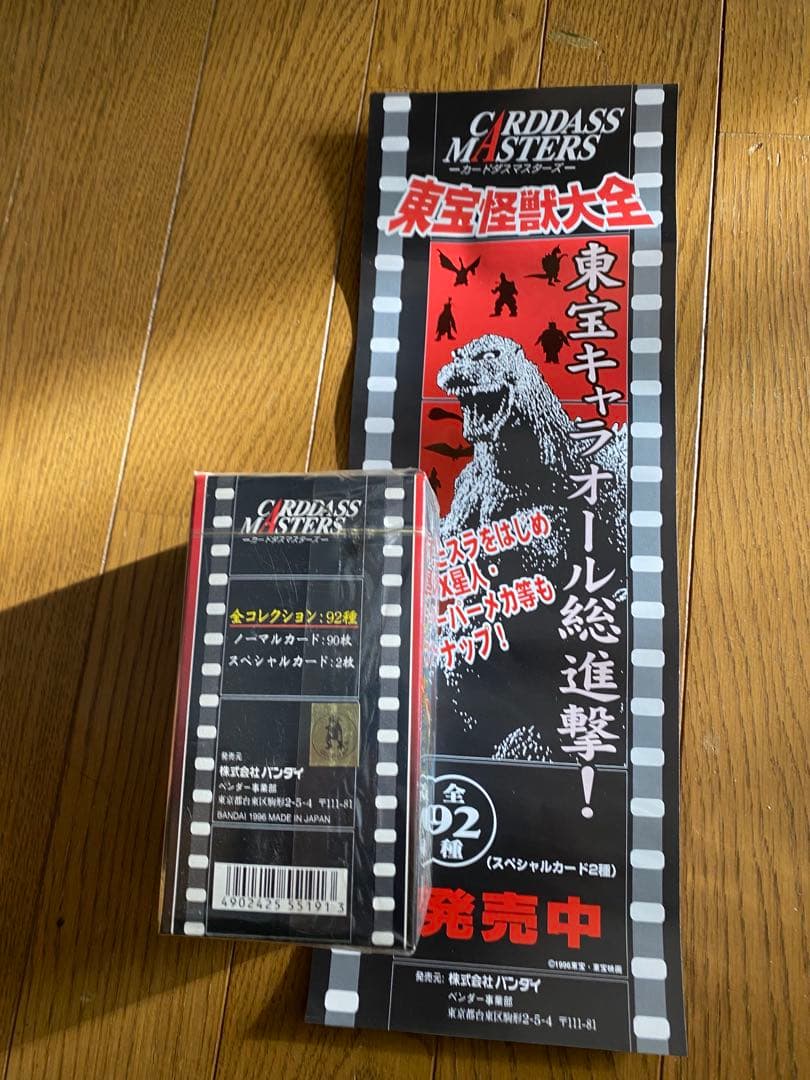 CARDDASS
MASTERS
カードダスマスターズ
東宝怪獣大全
東宝キャラオール総進撃！
スラをはじめ
X星人・
ーパーメカ等も
ナップ！
全
92
種
(スペシャルカード2種)
発売中
©1996東宝・東宝映画
発売元: 株式会社 バンダイ
ベンダー事業部
東京都台東区駒形2-5-4 〒111-81
CARDDASS
MASTERS
カードダスマスターズ
全コレクション：92種
ノーマルカード：90枚
スペシャルカード：2枚
発売元
株式会社 バンダイ
ベンダー事業部
東京都台東区駒形2-5-4 〒111-81
BANDAI 1996 MADE IN JAPAN
4902425 551913